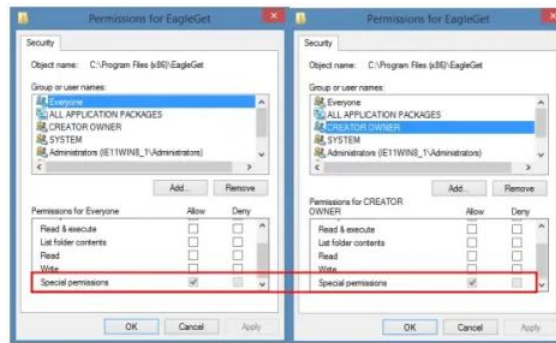 Permissions for EagleGet
Security
Object name: C:\Program Files (x86)\EagleGet
Group or user names:
Everyone
ALL APPLICATION PACKAGES
CREATOR OWNER
SYSTEM
Administrators (IE11WIN8_1\Administrators)
Add... Remove
Permissions for Everyone Allow Deny
Read & execute
List folder contents
Read
Write
Special permissions
OK Cancel Apply
Permissions for EagleGet
Security
Object name: C:\Program Files (x86)\EagleGet
Group or user names:
Everyone
ALL APPLICATION PACKAGES
CREATOR OWNER
SYSTEM
Administrators (IE11WIN8_1\Administrators)
Add... Remove
Permissions for CREATOR
OWNER Allow Deny
Read & execute
List folder contents
Read
Write
Special permissions
OK Cancel Apply